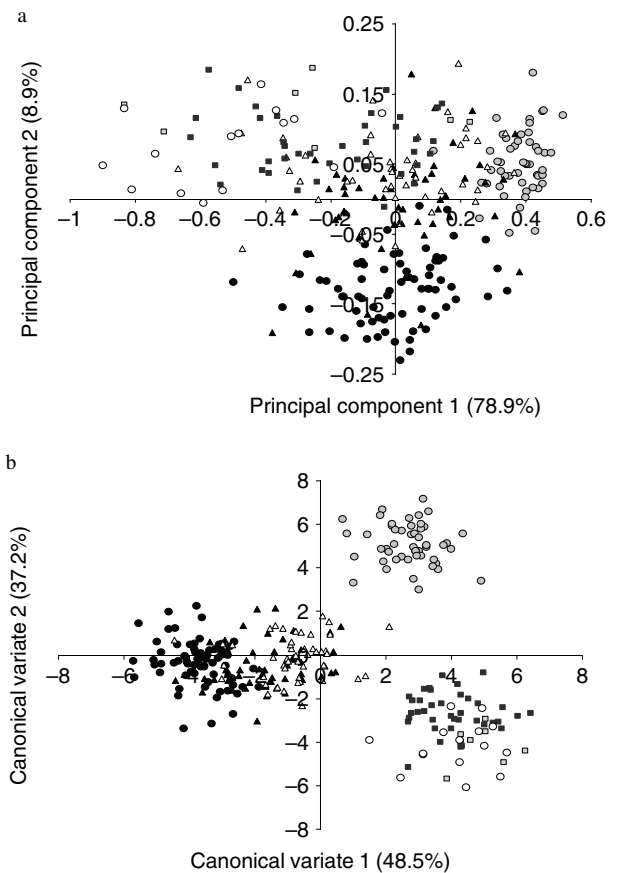 a
0.25
0.15
0.05
−1 −0.8 −0.6 −0.4 −0.2 0 0.2 0.4 0.6
−0.05
−0.15
−0.25
Principal component 2 (8.9%)
Principal component 1 (78.9%)
b
8
6
4
2
0
−8 −6 −4 −2 0 2 4 6 8
−2
−4
−6
−8
Canonical variate 2 (37.2%)
Canonical variate 1 (48.5%)